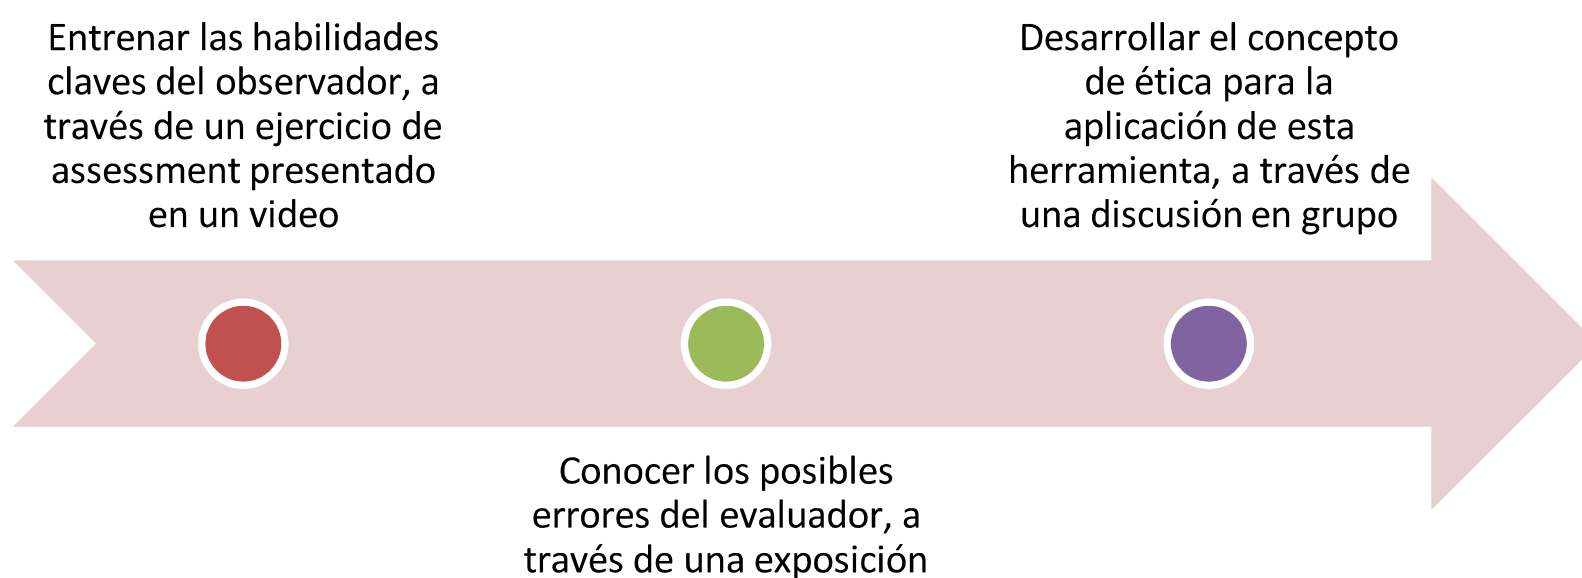 Entrenar las habilidades
claves del observador, a
través de un ejercicio de
assessment presentado
en un video
Conocer los posibles
errores del evaluador, a
través de una exposición
Desarrollar el concepto
de ética para la
aplicación de esta
herramienta, a través de
una discusión en grupo